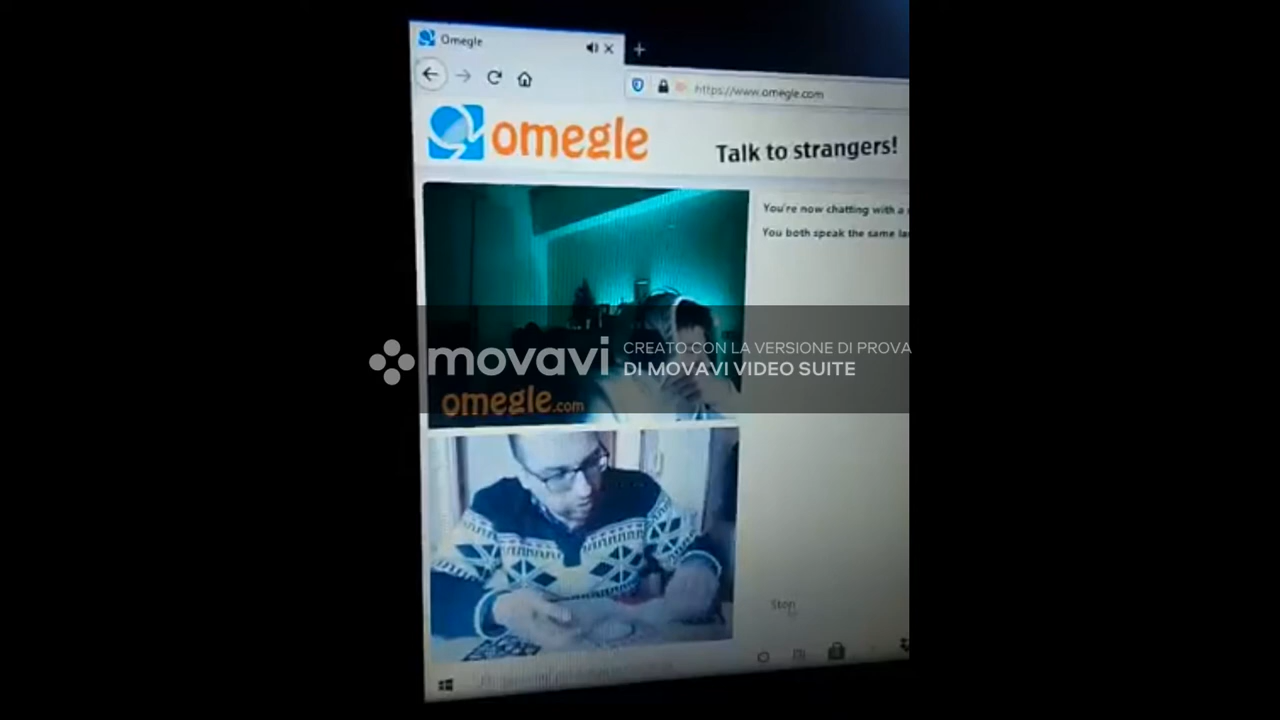 Omegle
https://www.omegle.com
omegle
Talk to strangers!
You're now chatting with a
You both speak the same
movavi
CREATO CON LA VERSIONE DI PROVA
DI MOVAVI VIDEO SUITE
omegle.com
Stop